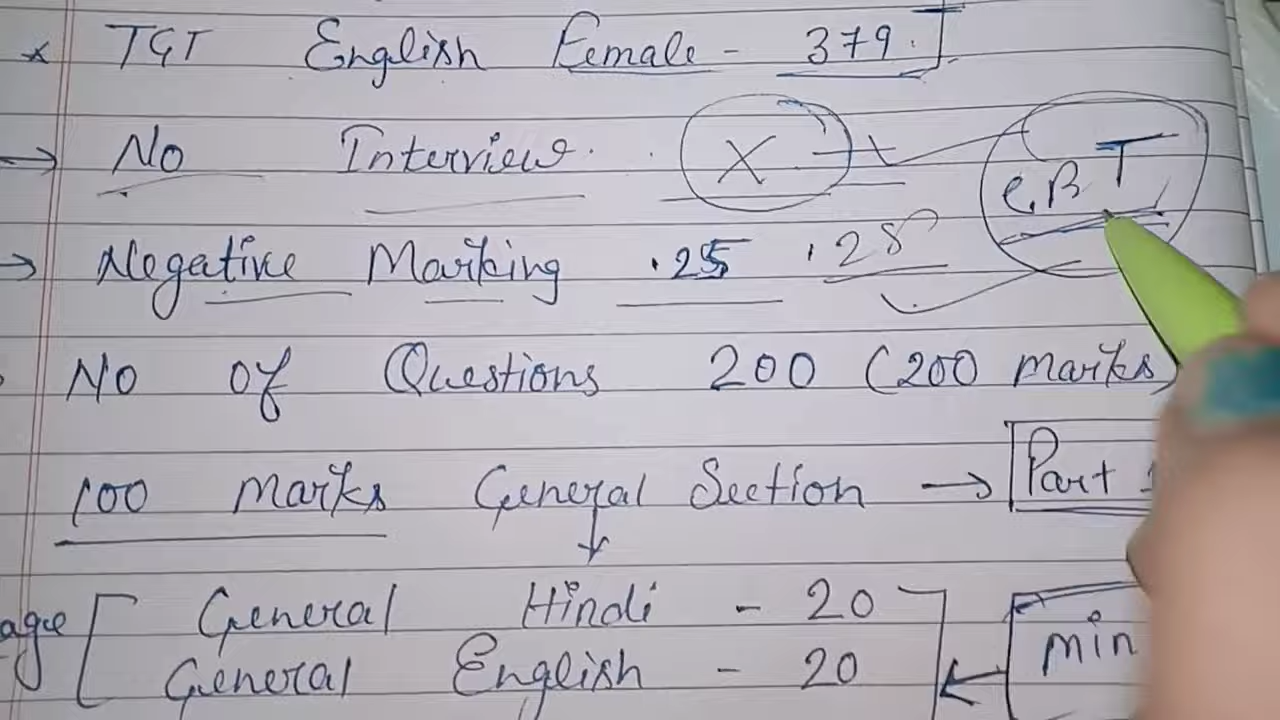 * TGT English Female - 379.
→ No Interview. X
C.B T
→ Negative Marking .25 .25
No of Questions 200 (200 marks)
100 marks General Section → Part
General Hindi - 20
General English - 20
min